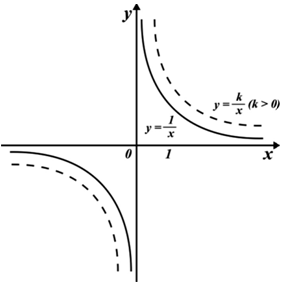 y
y = k/x (k > 0)
y = 1/x
0 1 x